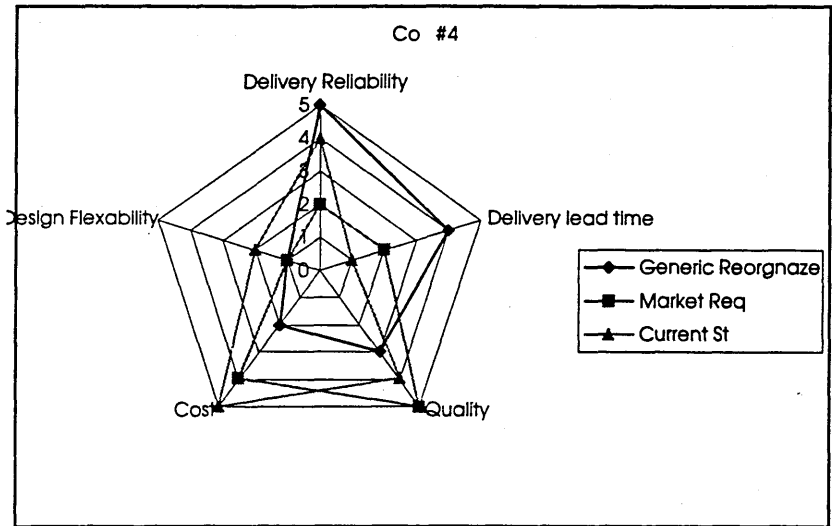 Co #4
Delivery Reliability
5
4
3
2
1
0
Design Flexability
Delivery lead time
Cost
Quality
Generic Reorgnaze
Market Req
Current St